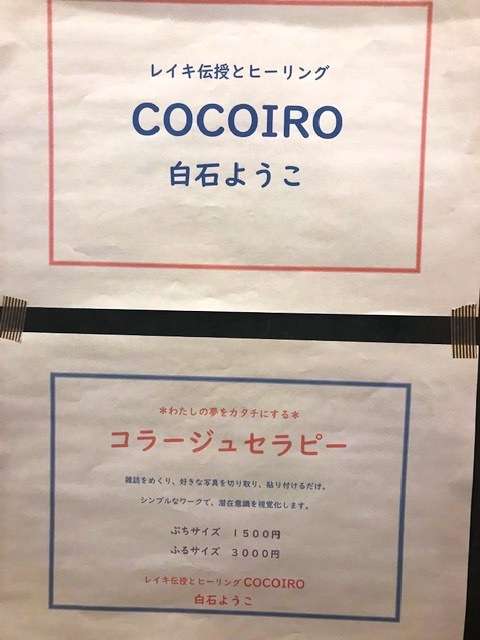 レイキ伝授とヒーリング
COCOIRO
白石ようこ
＊わたしの夢をカタチにする＊
コラージュセラピー
雑誌をめくり、好きな写真を切り取り、貼り付けるだけ。
シンプルなワークで、潜在意識を視覚化します。
ぷちサイズ　１５００円
ふるサイズ　３０００円
レイキ伝授とヒーリング COCOIRO
白石ようこ